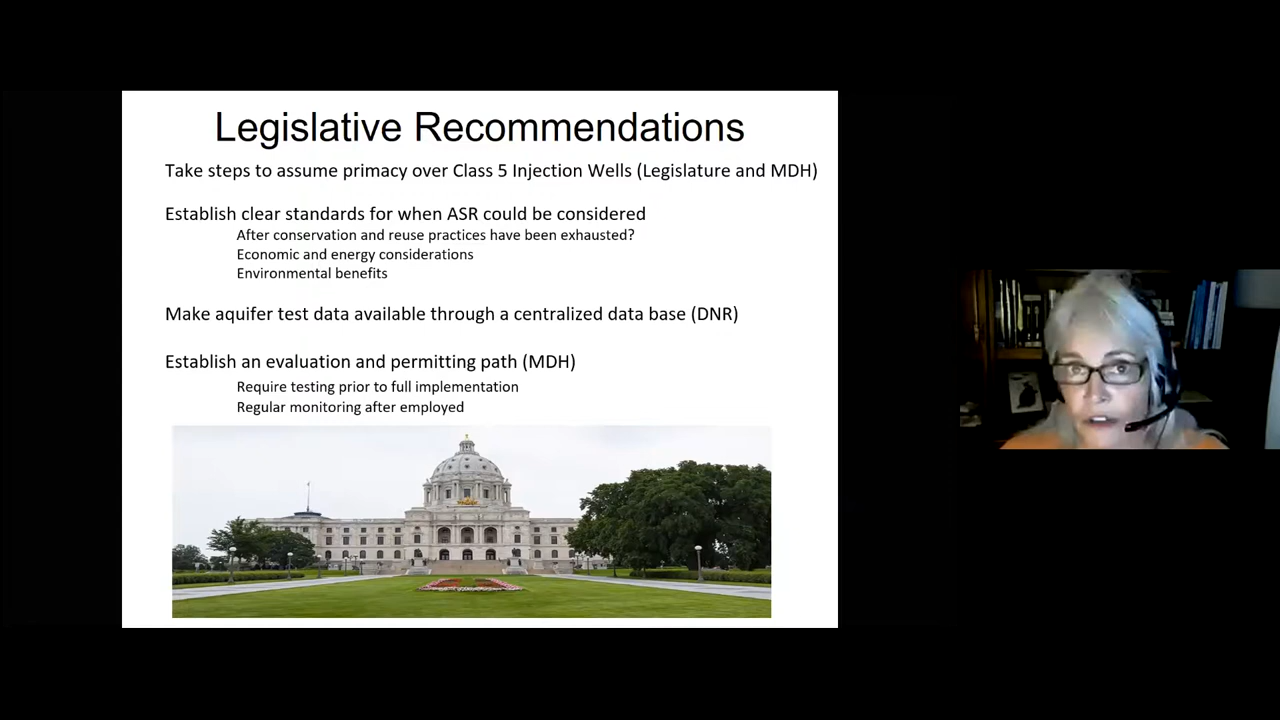 Legislative Recommendations
Take steps to assume primacy over Class 5 Injection Wells (Legislature and MDH)
Establish clear standards for when ASR could be considered
After conservation and reuse practices have been exhausted?
Economic and energy considerations
Environmental benefits
Make aquifer test data available through a centralized data base (DNR)
Establish an evaluation and permitting path (MDH)
Require testing prior to full implementation
Regular monitoring after employed